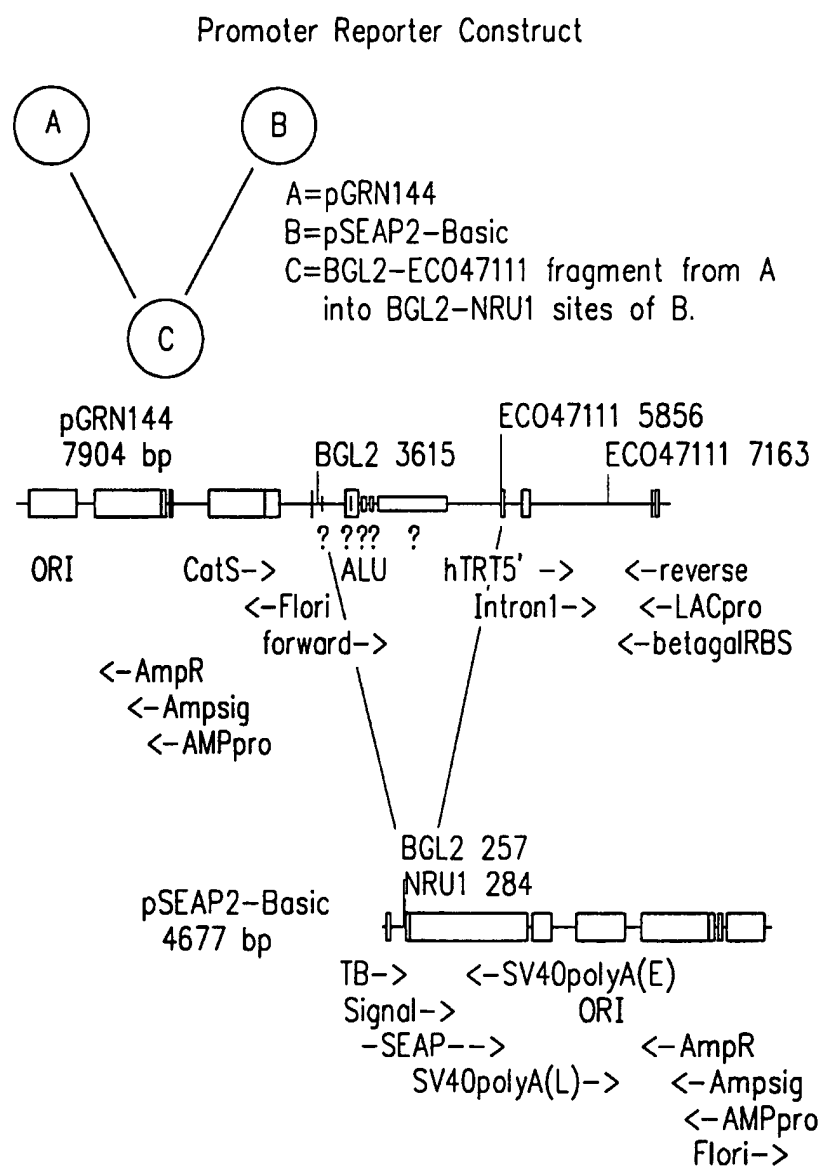 Promoter Reporter Construct
A
B
A=pGRN144
B=pSEAP2-Basic
C=BGL2-ECO47111 fragment from A
into BGL2-NRU1 sites of B.
C
pGRN144
7904 bp
BGL2 3615
ECO47111 5856
ECO47111 7163
? ??? ?
ORI
CatS->
ALU
hTRT5' ->
<-reverse
<-Flori
Intron1->
<-LACpro
forward->
<-betagalRBS
<-AmpR
<-Ampsig
<-AMPpro
BGL2 257
NRU1 284
pSEAP2-Basic
4677 bp
TB->
<-SV40polyA(E)
Signal->
ORI
-SEAP-->
<-AmpR
SV40polyA(L)->
<-Ampsig
<-AMPpro
Flori->